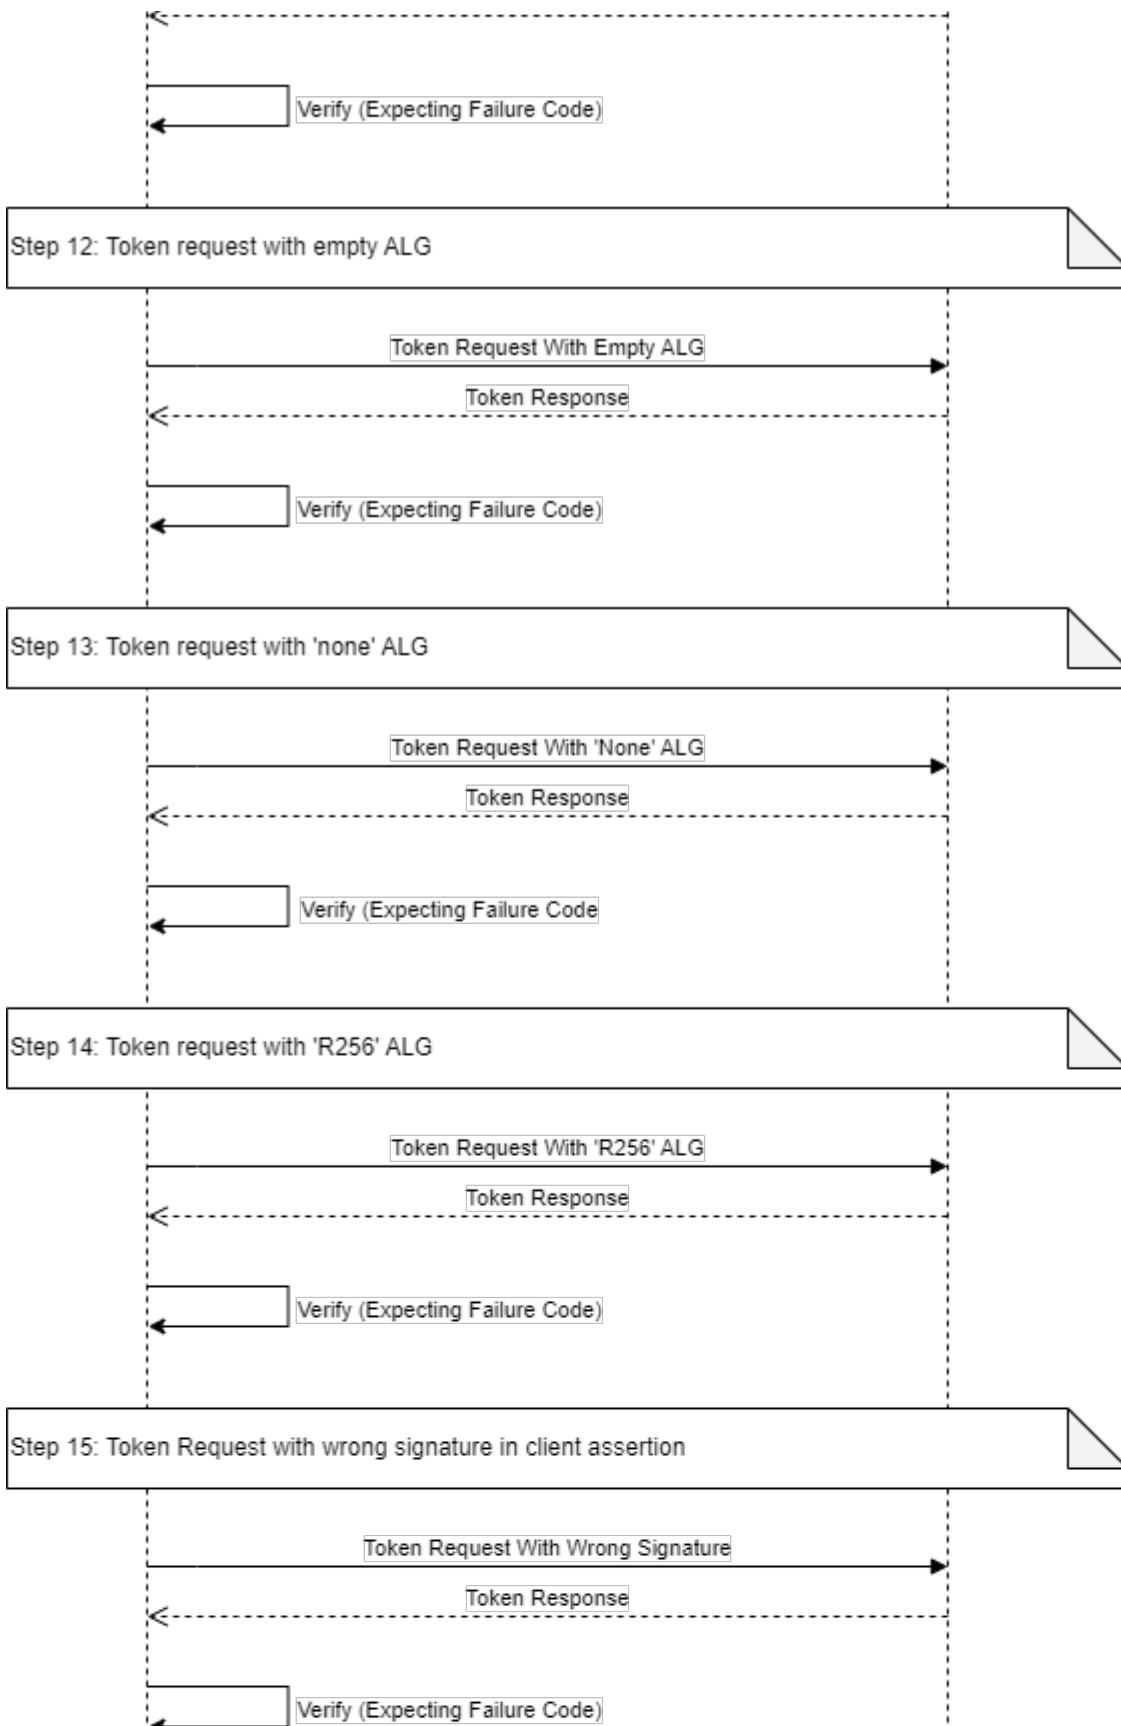 Verify (Expecting Failure Code)
Step 12: Token request with empty ALG
Token Request With Empty ALG
Token Response
Verify (Expecting Failure Code)
Step 13: Token request with 'none' ALG
Token Request With 'None' ALG
Token Response
Verify (Expecting Failure Code
Step 14: Token request with 'R256' ALG
Token Request With 'R256' ALG
Token Response
Verify (Expecting Failure Code)
Step 15: Token Request with wrong signature in client assertion
Token Request With Wrong Signature
Token Response
Verify (Expecting Failure Code)